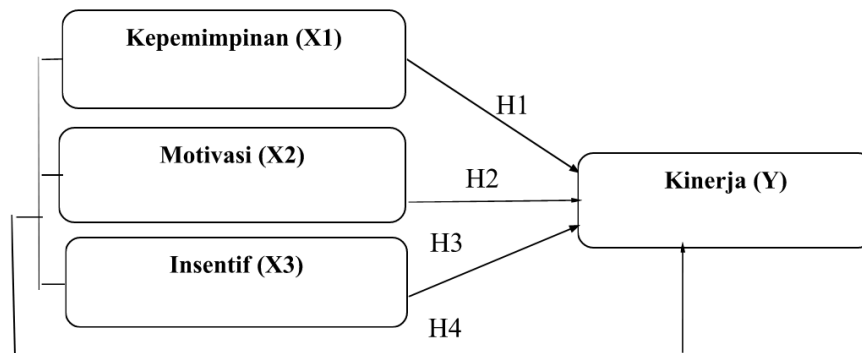 Kepemimpinan (X1)
H1
Motivasi (X2)
H2
Kinerja (Y)
H3
Insentif (X3)
H4